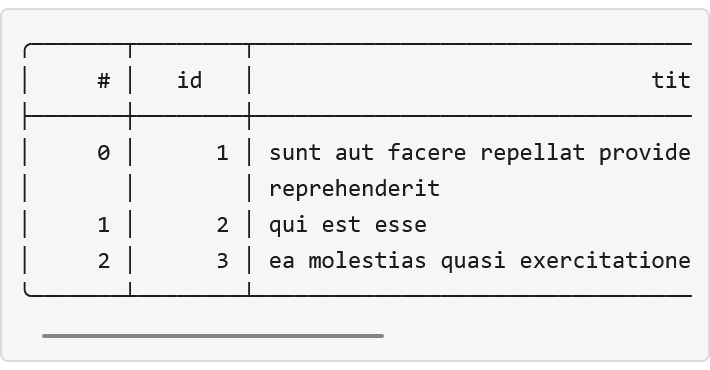 # id tit
0 1 sunt aut facere repellat provide
reprehenderit
1 2 qui est esse
2 3 ea molestias quasi exercitatione